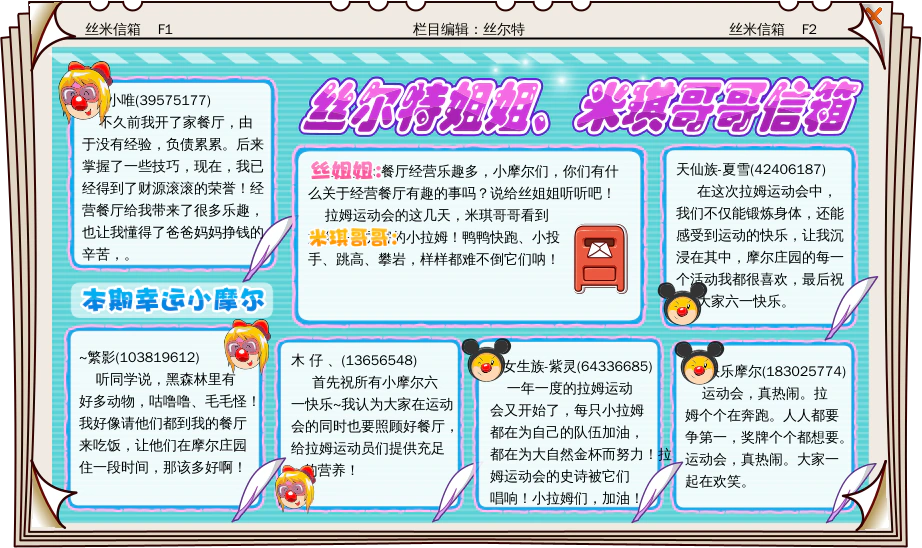 丝米信箱 F1
栏目编辑：丝尔特
丝米信箱 F2
丝尔特姐姐、米琪哥哥信箱
小唯(39575177)
不久前我开了家餐厅，由
于没有经验，负债累累。后来
掌握了一些技巧，现在，我已
经得到了财源滚滚的荣誉！经
营餐厅给我带来了很多乐趣，
也让我懂得了爸爸妈妈挣钱的
辛苦，。
丝姐姐:餐厅经营乐趣多，小摩尔们，你们有什
么关于经营餐厅有趣的事吗？说给丝姐姐听听吧！
拉姆运动会的这几天，米琪哥哥看到
米琪哥哥:的小拉姆！鸭鸭快跑、小投
手、跳高、攀岩，样样都难不倒它们呐！
天仙族-夏雪(42406187)
在这次拉姆运动会中，
我们不仅能锻炼身体，还能
感受到运动的快乐，让我沉
浸在其中，摩尔庄园的每一
个活动我都很喜欢，最后祝
大家六一快乐。
本期幸运小摩尔
~繁影(103819612)
听同学说，黑森林里有
好多动物，咕噜噜、毛毛怪！
我好像请他们都到我的餐厅
来吃饭，让他们在摩尔庄园
住一段时间，那该多好啊！
木 仔 、(13656548)
首先祝所有小摩尔六
一快乐~我认为大家在运动
会的同时也要照顾好餐厅，
给拉姆运动员们提供充足
的营养！
女生族-紫灵(64336685)
一年一度的拉姆运动
会又开始了，每只小拉姆
都在为自己的队伍加油，
都在为大自然金杯而努力！拉
姆运动会的史诗被它们
唱响！小拉姆们，加油！
乐摩尔(183025774)
运动会，真热闹。拉
姆个个在奔跑。人人都要
争第一，奖牌个个都想要。
运动会，真热闹。大家一
起在欢笑。